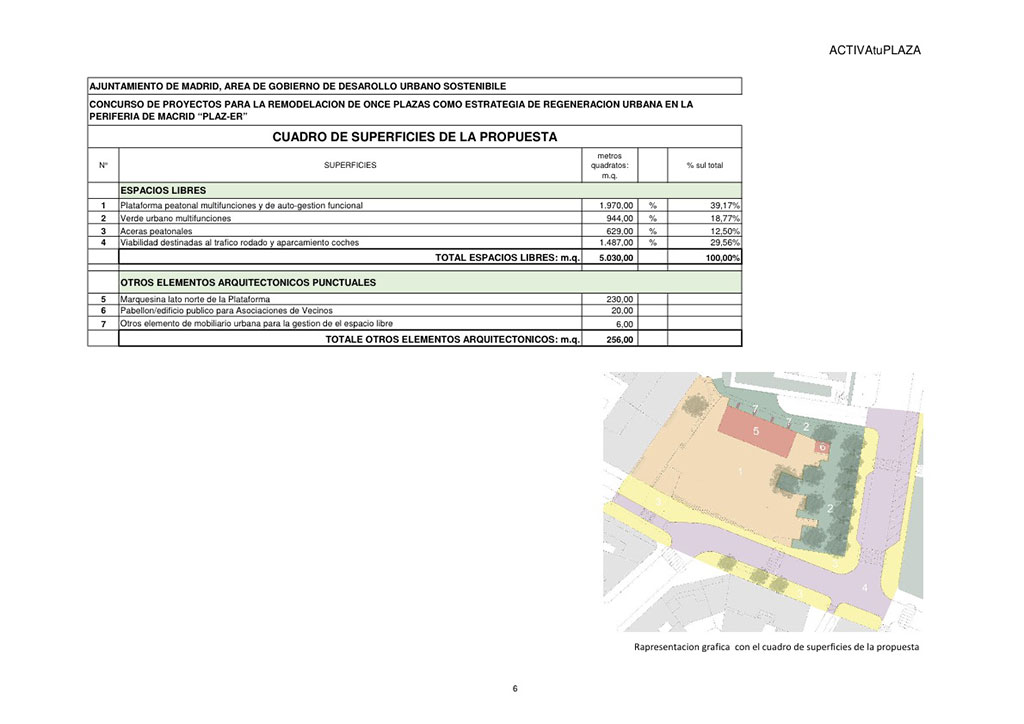 ACTIVAtuPLAZA
AJUNTAMIENTO DE MADRID, AREA DE GOBIERNO DE DESAROLLO URBANO SOSTENIBILE
CONCURSO DE PROYECTOS PARA LA REMODELACION DE ONCE PLAZAS COMO ESTRATEGIA DE REGENERACION URBANA EN LA
PERIFERIA DE MACRID “PLAZ-ER”
CUADRO DE SUPERFICIES DE LA PROPUESTA
N° SUPERFICIES metros quadratos: m.q. % sul total
ESPACIOS LIBRES
1 Plataforma peatonal multifunciones y de auto-gestion funcional 1.970,00 % 39,17%
2 Verde urbano multifunciones 944,00 % 18,77%
3 Aceras peatonales 629,00 % 12,50%
4 Viabilidad destinadas al trafico rodado y aparcamiento coches 1.487,00 % 29,56%
TOTAL ESPACIOS LIBRES: m.q. 5.030,00 100,00%
OTROS ELEMENTOS ARQUITECTONICOS PUNCTUALES
5 Marquesina lato norte de la Plataforma 230,00
6 Pabellon/edificio publico para Asociaciones de Vecinos 20,00
7 Otros elemento de mobiliario urbana para la gestion de el espacio libre 6,00
TOTALE OTROS ELEMENTOS ARQUITECTONICOS: m.q. 256,00
7
7 2
5
6
1
3
2
3
4
3
Rapresentacion grafica con el cuadro de superficies de la propuesta
6